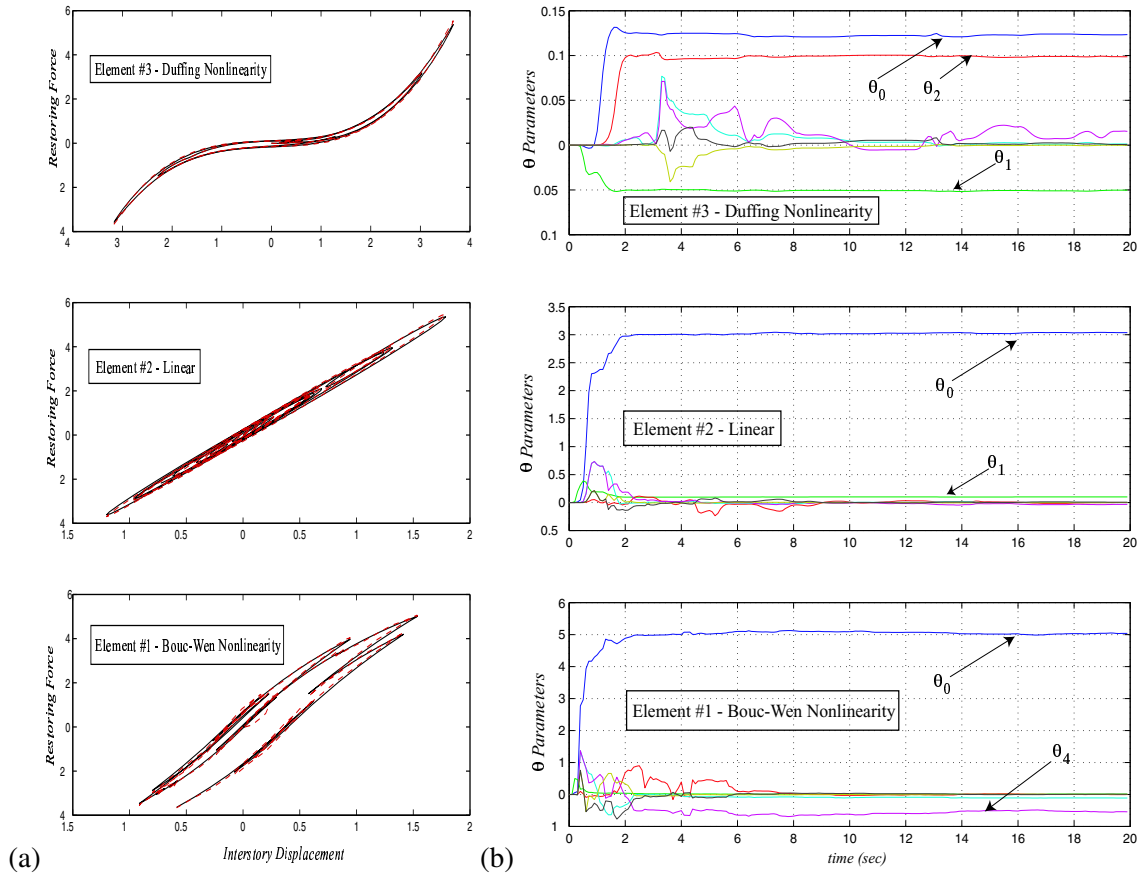 Restoring Force
6
4
2
0
2
4
Element #3 - Duffing Nonlinearity
4 3 2 1 0 1 2 3 4
θ Parameters
0.15
0.1
0.05
0
0.05
0.1
θ0
θ2
θ1
Element #3 - Duffing Nonlinearity
0 2 4 6 8 10 12 14 16 18 20
Restoring Force
6
4
2
0
2
4
Element #2 - Linear
1.5 1 0.5 0 0.5 1 1.5 2
θ Parameters
3.5
3
2.5
2
1.5
1
0.5
0
0.5
θ0
Element #2 - Linear
θ1
0 2 4 6 8 10 12 14 16 18 20
Restoring Force
6
4
2
0
2
4
Element #1 - Bouc-Wen Nonlinearity
1.5 1 0.5 0 0.5 1 1.5 2
Interstory Displacement
(a)
θ Parameters
6
5
4
3
2
1
0
1
θ0
Element #1 - Bouc-Wen Nonlinearity
θ4
0 2 4 6 8 10 12 14 16 18 20
time (sec)
(b)